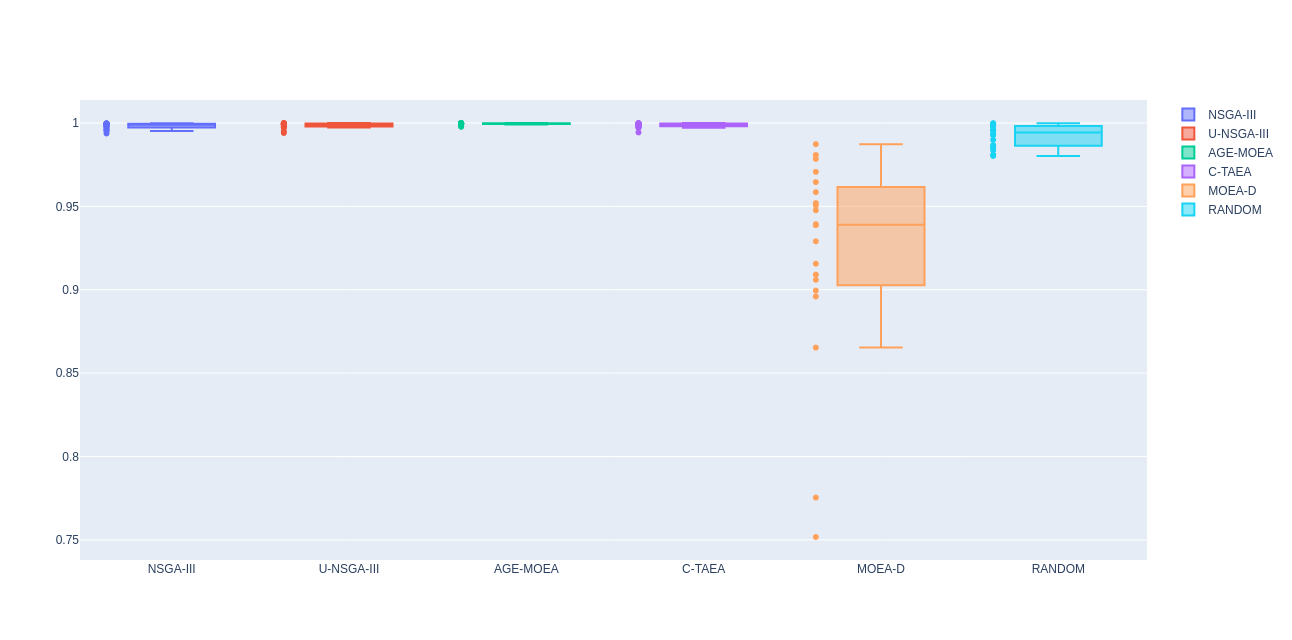 1
0.95
0.9
0.85
0.8
0.75
NSGA-III
U-NSGA-III
AGE-MOEA
C-TAEA
MOEA-D
RANDOM
NSGA-III
U-NSGA-III
AGE-MOEA
C-TAEA
MOEA-D
RANDOM